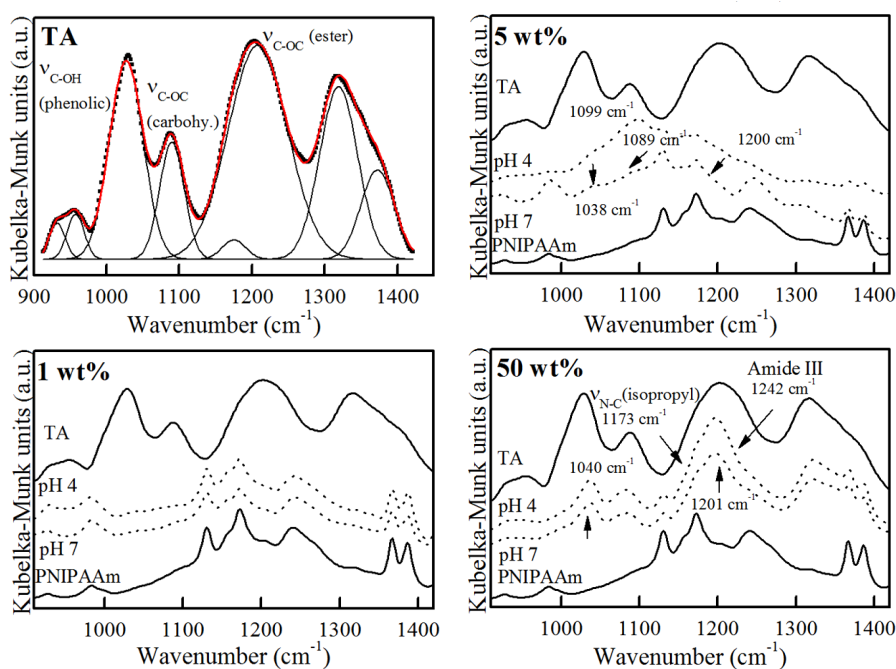 TA
ν C-OC (ester)
ν C-OH
(phenolic)
ν C-OC
(carbohy.)
Kubelka-Munk units (a.u.)
900 1000 1100 1200 1300 1400
Wavenumber (cm-1)
5 wt%
TA
1099 cm-1
1089 cm-1
1200 cm-1
pH 4
1038 cm-1
pH 7
PNIPAAm
Kubelka-Munk units (a.u.)
1000 1100 1200 1300 1400
Wavenumber (cm-1)
1 wt%
TA
pH 4
pH 7
PNIPAAm
Kubelka-Munk units (a.u.)
1000 1100 1200 1300 1400
Wavenumber (cm-1)
50 wt%
Amide III
ν N-C (isopropyl)
1242 cm-1
1173 cm-1
TA
1040 cm-1
pH 4
1201 cm-1
pH 7
PNIPAAm
Kubelka-Munk units (a.u.)
1000 1100 1200 1300 1400
Wavenumber (cm-1)